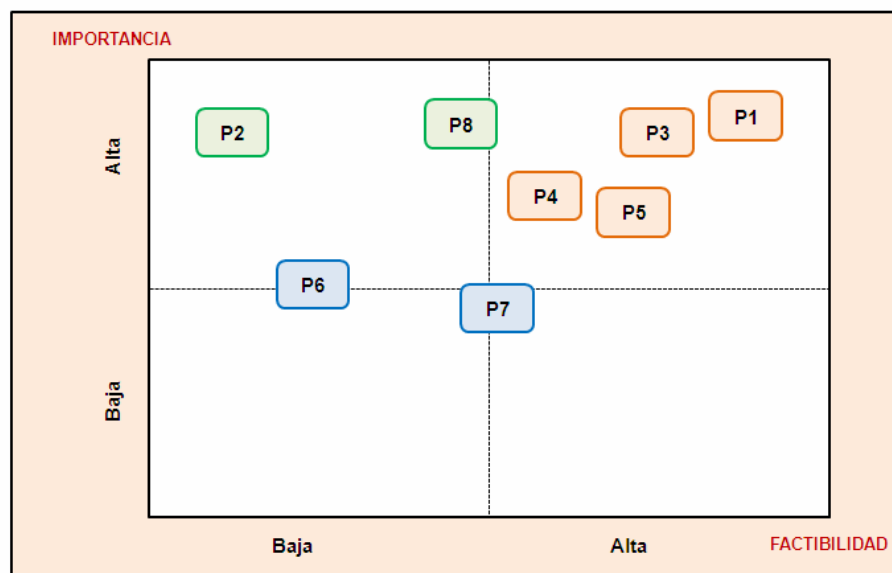 IMPORTANCIA
P1
P2
P8
P3
Alta
P4
P5
P6
P7
Baja
Baja
Alta
FACTIBILIDAD